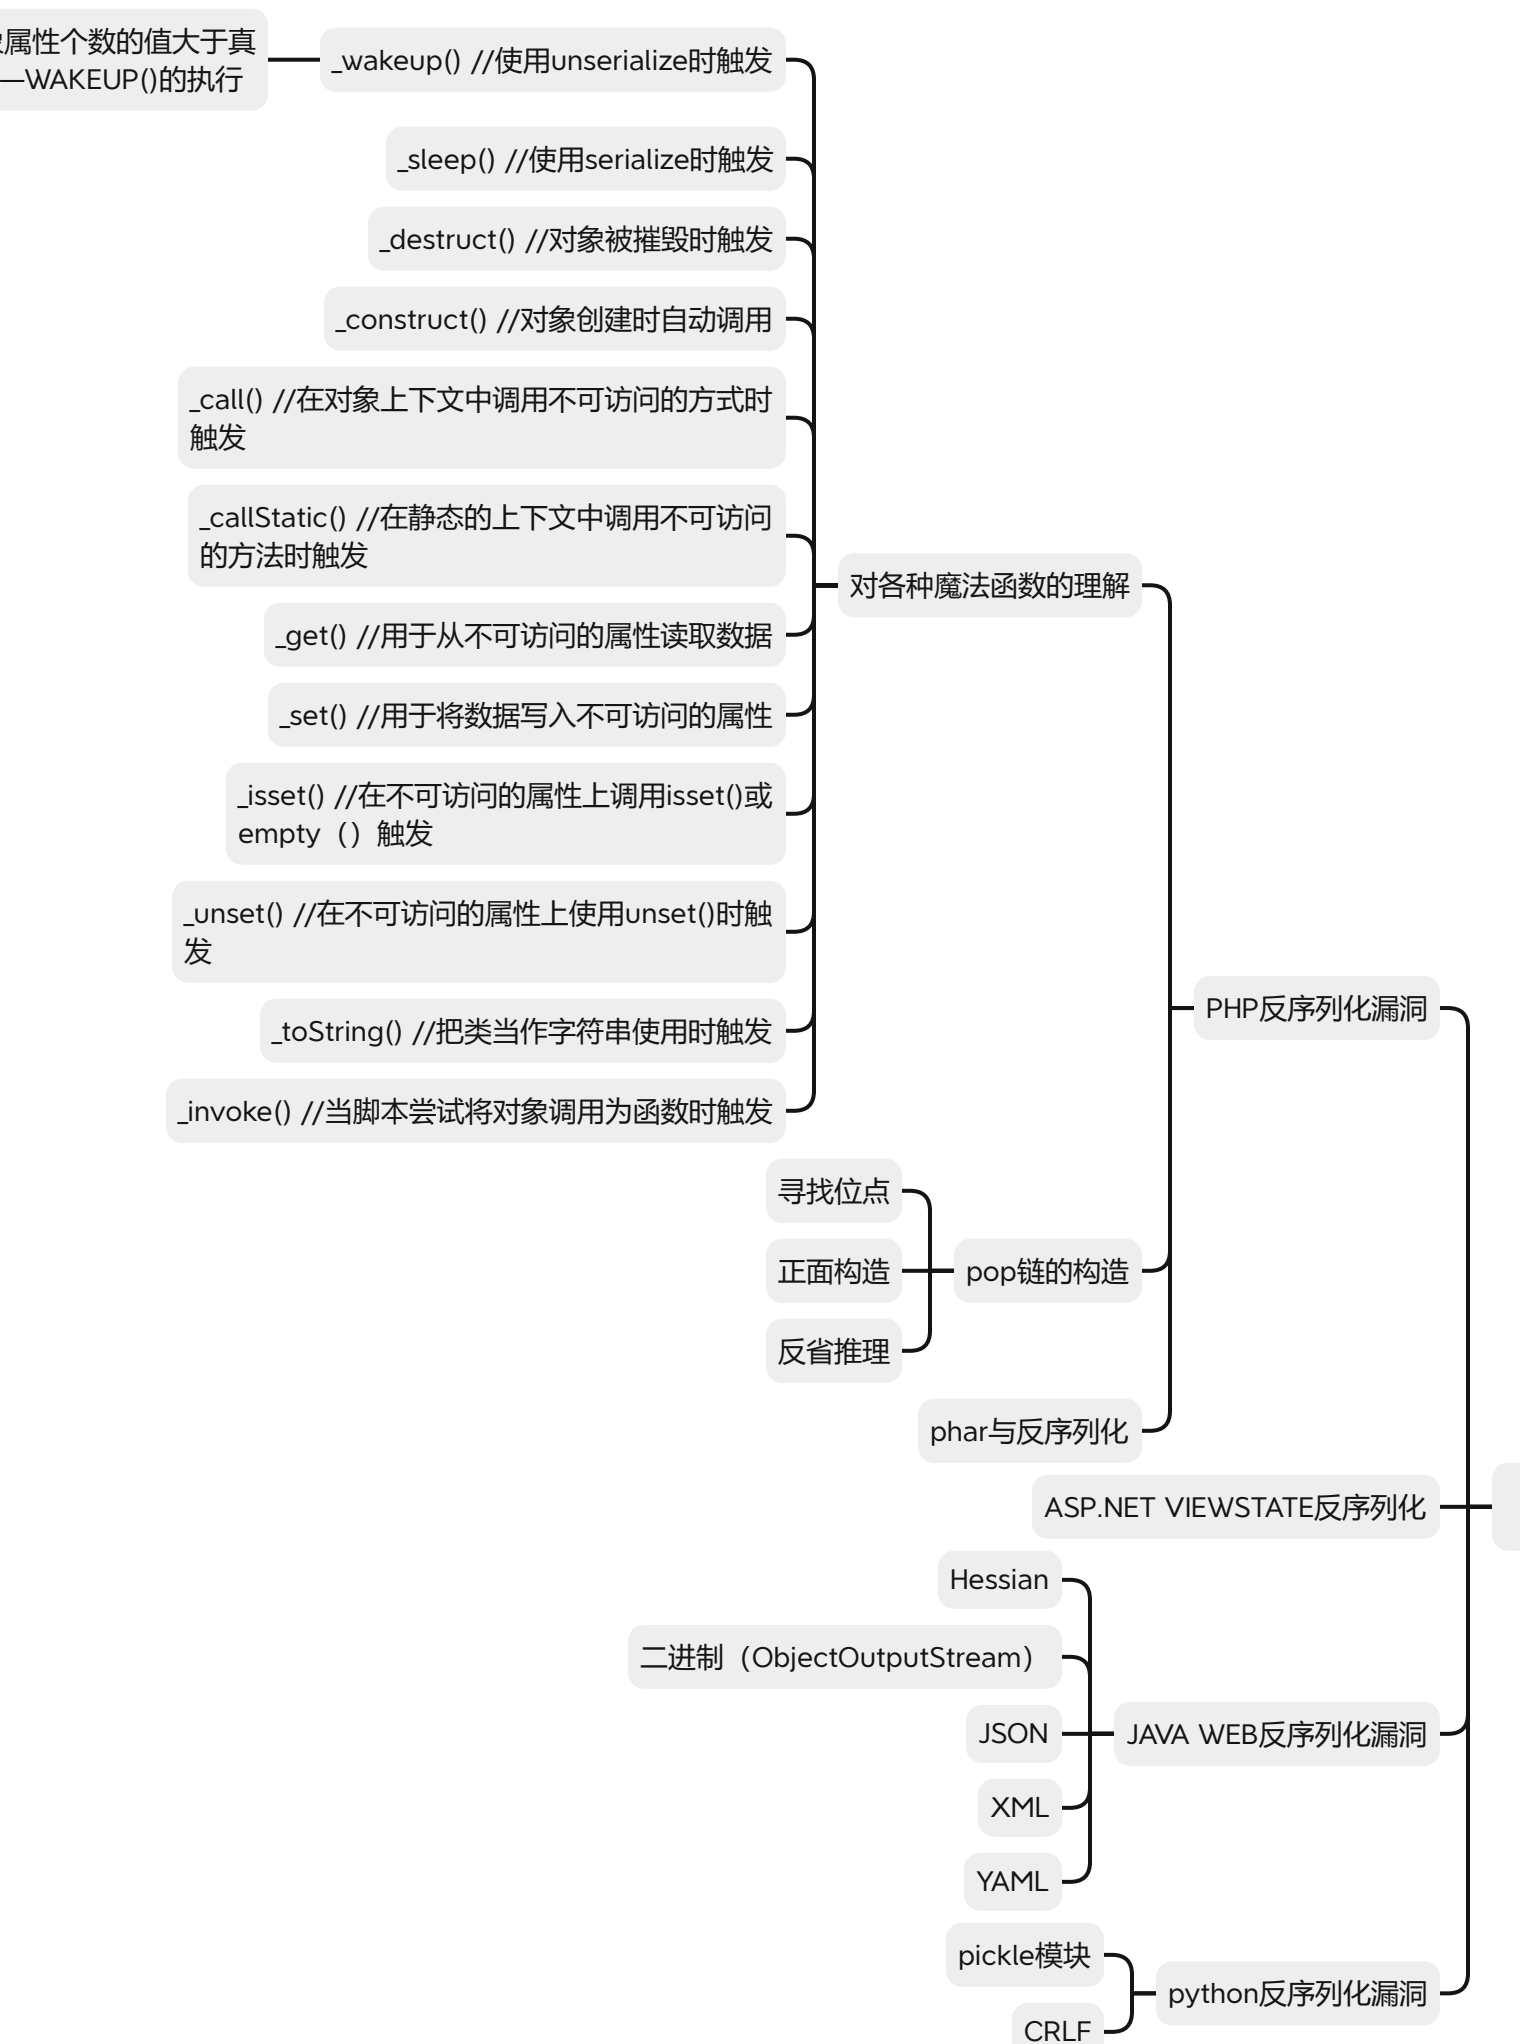 属性个数的值大于真
—WAKEUP()的执行
_wakeup() //使用unserialize时触发
_sleep() //使用serialize时触发
_destruct() //对象被摧毁时触发
_construct() //对象创建时自动调用
_call() //在对象上下文中调用不可访问的方式时
触发
_callStatic() //在静态的上下文中调用不可访问
的方法时触发
_get() //用于从不可访问的属性读取数据
_set() //用于将数据写入不可访问的属性
_isset() //在不可访问的属性上调用isset()或
empty（）触发
_unset() //在不可访问的属性上使用unset()时触
发
_toString() //把类当作字符串使用时触发
_invoke() //当脚本尝试将对象调用为函数时触发
对各种魔法函数的理解
寻找位点
正面构造
反省推理
pop链的构造
phar与反序列化
PHP反序列化漏洞
ASP.NET VIEWSTATE反序列化
Hessian
二进制（ObjectOutputStream）
JSON
XML
YAML
JAVA WEB反序列化漏洞
pickle模块
CRLF
python反序列化漏洞